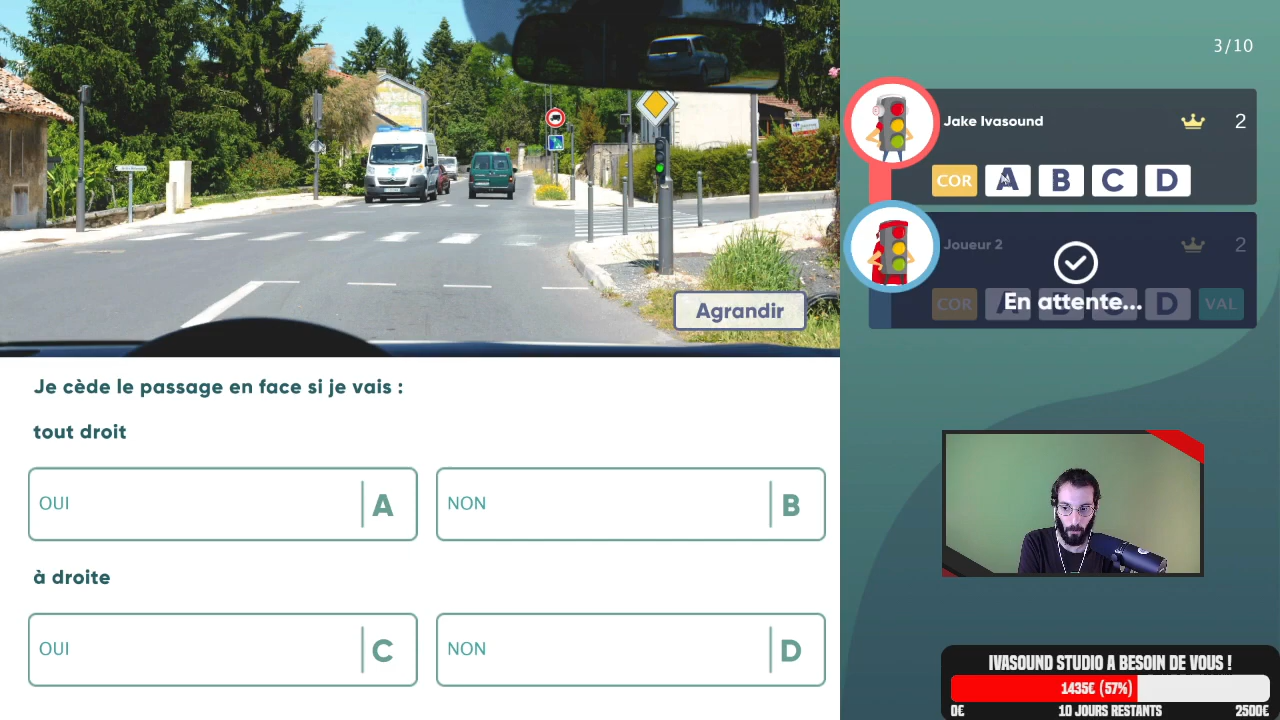 3/10
Jake Ivasound
2
COR
A
B
C
D
Joueur 2
2
COR
A
B
C
D
VAL
En attente...
Agrandir
Je cède le passage en face si je vais :
tout droit
OUI
A
NON
B
à droite
OUI
C
NON
D
IVASOUND STUDIO A BESOIN DE VOUS !
1435€ (57%)
0€
10 JOURS RESTANTS
2500€